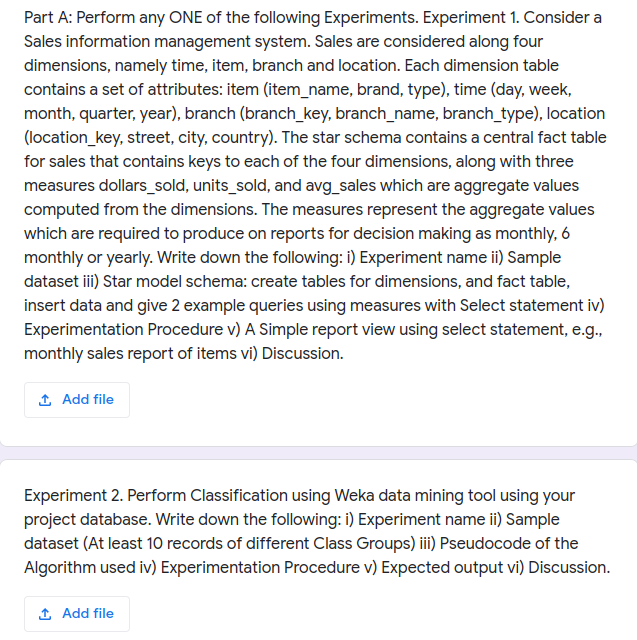 Part A: Perform any ONE of the following Experiments. Experiment 1. Consider a
Sales information management system. Sales are considered along four
dimensions, namely time, item, branch and location. Each dimension table
contains a set of attributes: item (item_name, brand, type), time (day, week,
month, quarter, year), branch (branch_key, branch_name, branch_type), location
(location_key, street, city, country). The star schema contains a central fact table
for sales that contains keys to each of the four dimensions, along with three
measures dollars_sold, units_sold, and avg_sales which are aggregate values
computed from the dimensions. The measures represent the aggregate values
which are required to produce on reports for decision making as monthly, 6
monthly or yearly. Write down the following: i) Experiment name ii) Sample
dataset iii) Star model schema: create tables for dimensions, and fact table,
insert data and give 2 example queries using measures with Select statement iv)
Experimentation Procedure v) A Simple report view using select statement, e.g.,
monthly sales report of items vi) Discussion.
Add file
Experiment 2. Perform Classification using Weka data mining tool using your
project database. Write down the following: i) Experiment name ii) Sample
dataset (At least 10 records of different Class Groups) iii) Pseudocode of the
Algorithm used iv) Experimentation Procedure v) Expected output vi) Discussion.
Add file